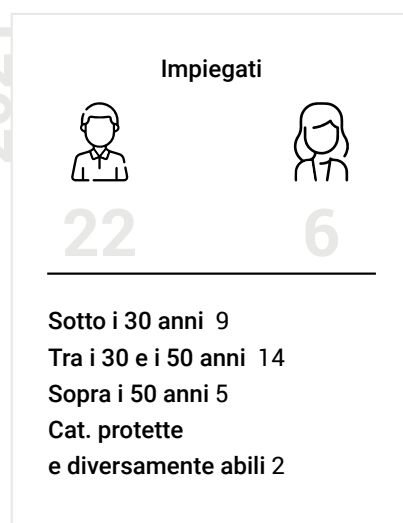 Impiegati
22 6
Sotto i 30 anni 9
Tra i 30 e i 50 anni 14
Sopra i 50 anni 5
Cat. protette
e diversamente abili 2